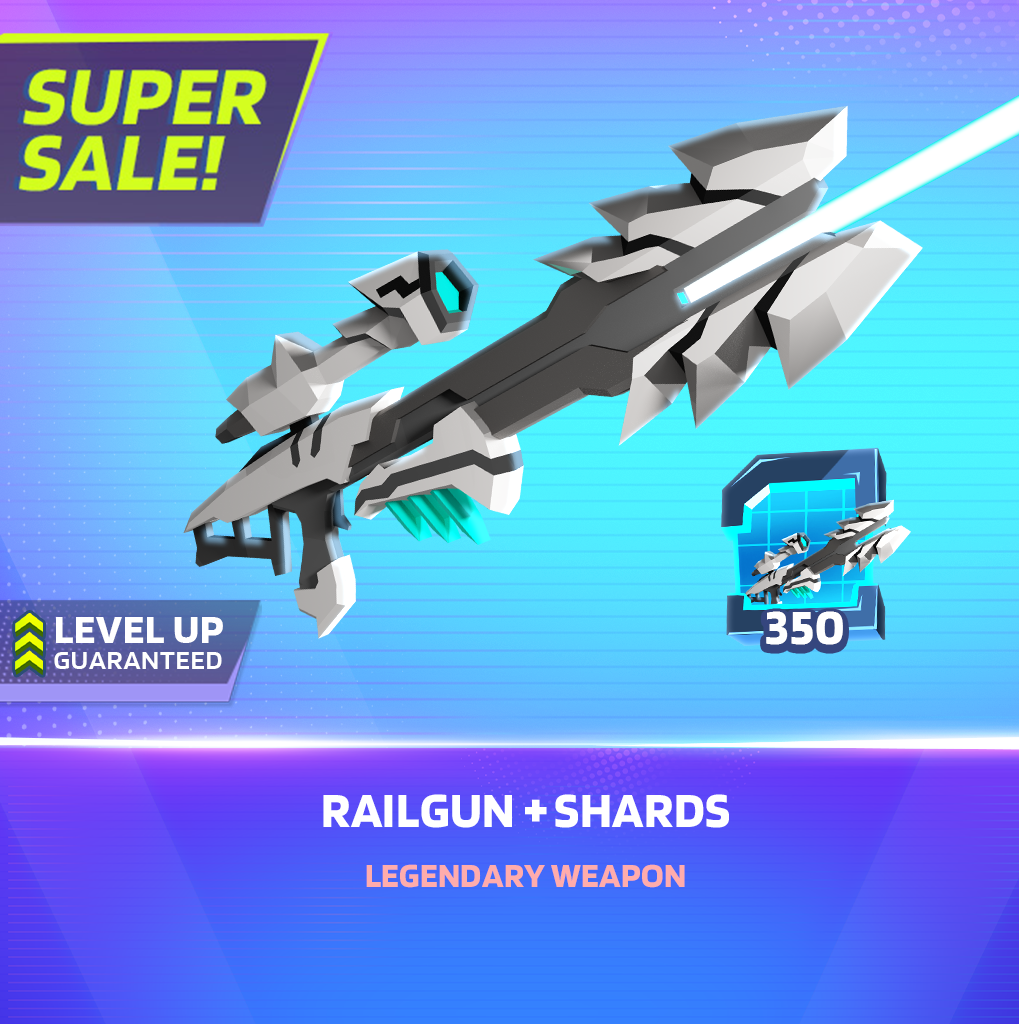 SUPER
SALE!
350
LEVEL UP
GUARANTEED
RAILGUN + SHARDS
LEGENDARY WEAPON